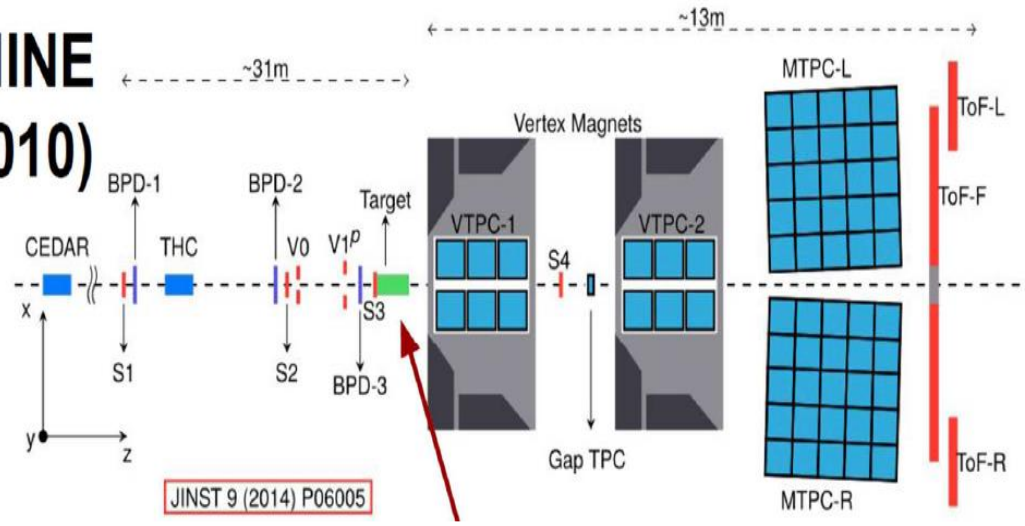 INE
010)
~31m
~13m
Vertex Magnets
MTPC-L
ToF-L
BPD-1
BPD-2
Target
ToF-F
CEDAR
THC
V0
V1p
VTPC-1
S4
VTPC-2
x
S1
S2
S3
BPD-3
y
z
Gap TPC
ToF-R
MTPC-R
JINST 9 (2014) P06005